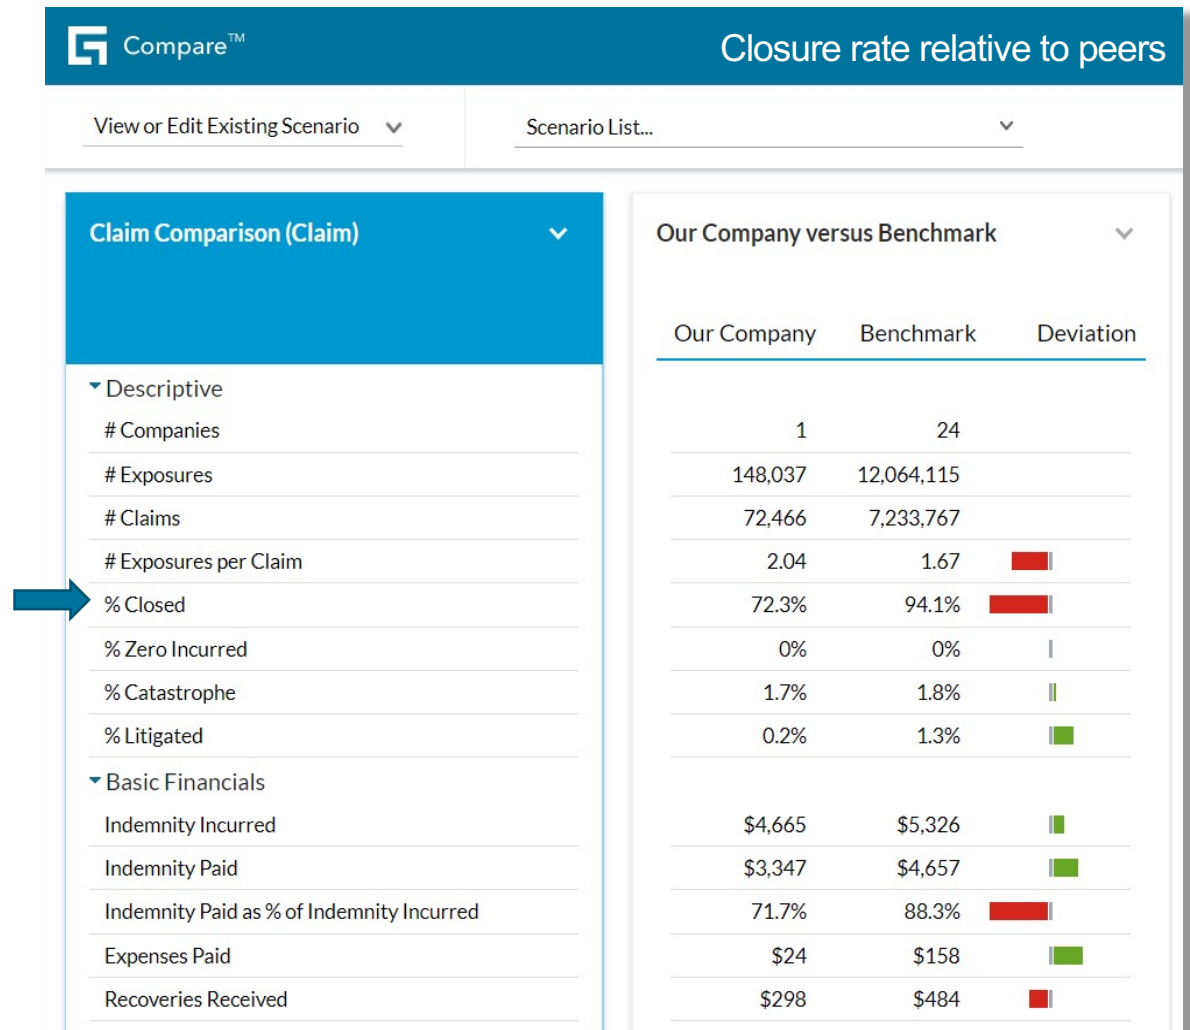 Compare™ Closure rate relative to peers
View or Edit Existing Scenario Scenario List...
Claim Comparison (Claim) Our Company versus Benchmark
Our Company Benchmark Deviation
Descriptive
# Companies 1 24
# Exposures 148,037 12,064,115
# Claims 72,466 7,233,767
# Exposures per Claim 2.04 1.67
% Closed 72.3% 94.1%
% Zero Incurred 0% 0%
% Catastrophe 1.7% 1.8%
% Litigated 0.2% 1.3%
Basic Financials
Indemnity Incurred $4,665 $5,326
Indemnity Paid $3,347 $4,657
Indemnity Paid as % of Indemnity Incurred 71.7% 88.3%
Expenses Paid $24 $158
Recoveries Received $298 $484